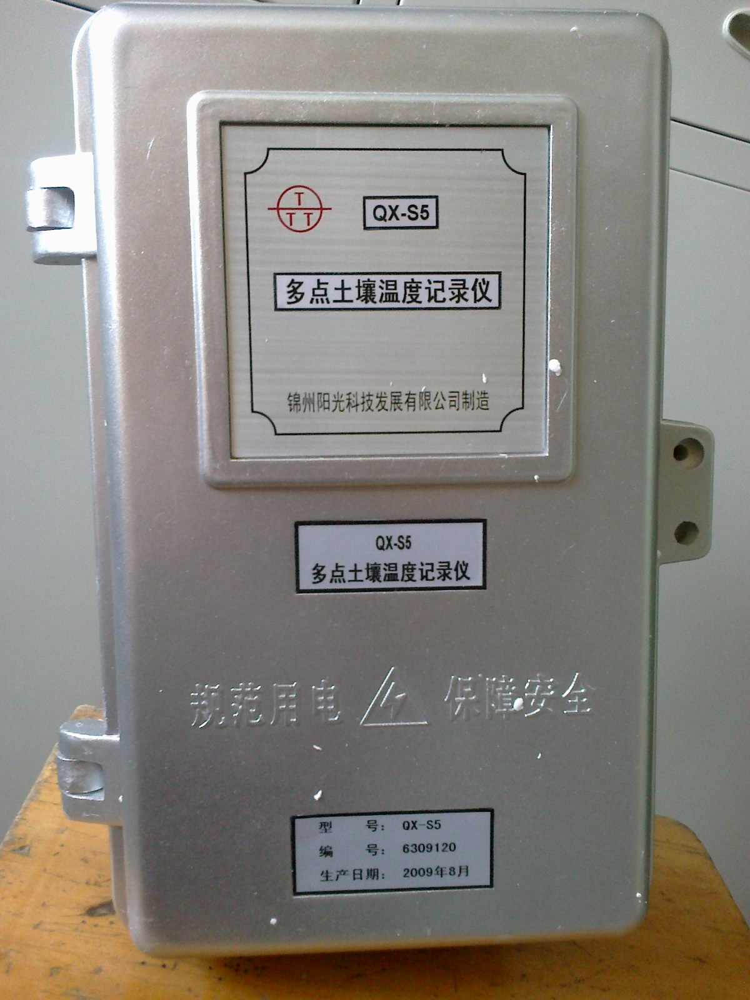 T
T T
QX-S5
多点土壤温度记录仪
锦州阳光科技发展有限公司制造
QX-S5
多点土壤温度记录仪
规范用电 保障安全
型 号： QX-S5
编 号： 6309120
生产日期： 2009年8月